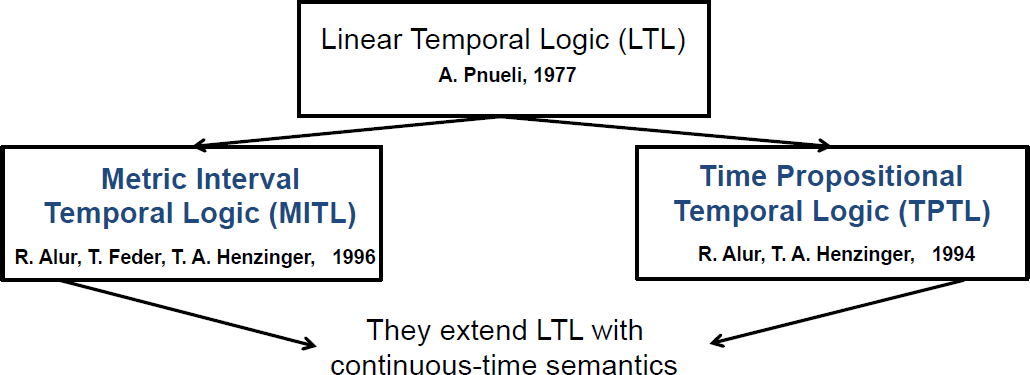 Linear Temporal Logic (LTL)
A. Pnueli, 1977
Metric Interval
Temporal Logic (MITL)
R. Alur, T. Feder, T. A. Henzinger, 1996
Time Propositional
Temporal Logic (TPTL)
R. Alur, T. A. Henzinger, 1994
They extend LTL with
continuous-time semantics